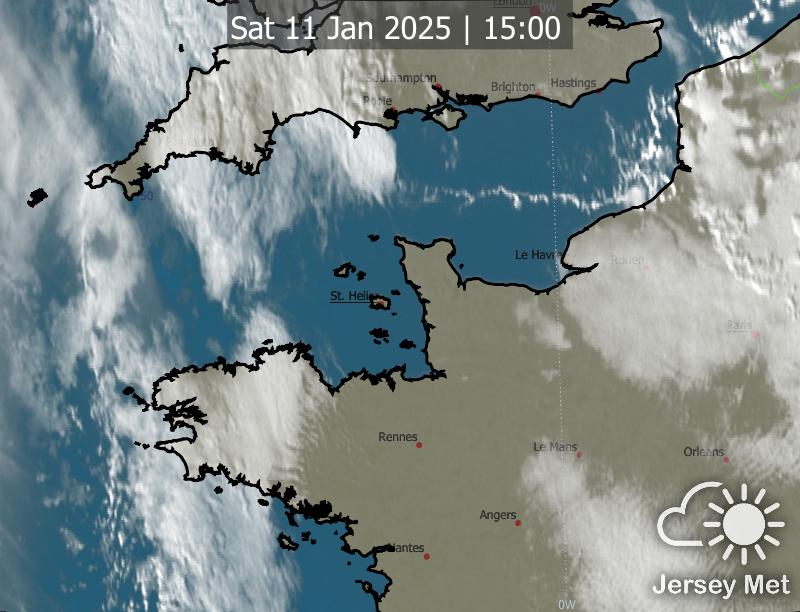 London
0W
Sat 11 Jan 2025 | 15:00
Southampton
Brighton
Hastings
Poole
50
Le Havre
Rouen
St. Helier
Paris
Rennes
Le Mans
Orleans
Angers
Nantes
0W
Jersey Met